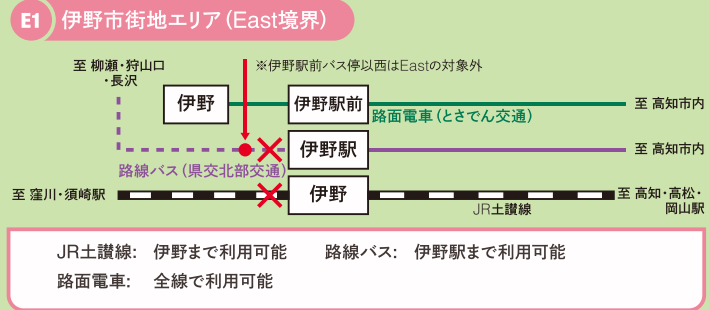 E1 伊野市街地エリア（East境界）
至 柳瀬・狩山口
・長沢
※伊野駅前バス停以西はEastの対象外
伊野
伊野駅前
至 高知市内
路面電車（とさでん交通）
伊野駅
至 高知市内
路線バス（県交北部交通）
至 窪川・須崎駅
伊野
至 高知・高松・
岡山駅
JR土讃線
JR土讃線: 伊野まで利用可能 路線バス: 伊野駅まで利用可能
路面電車: 全線で利用可能